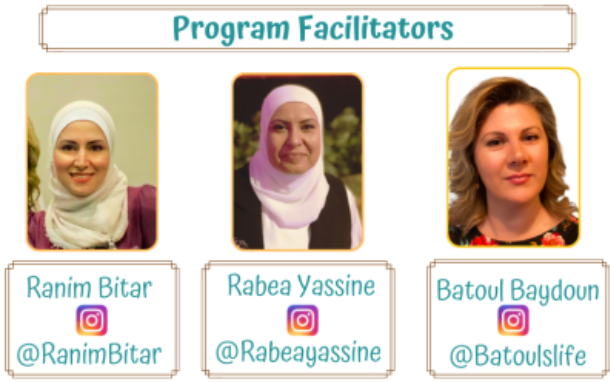 Program Facilitators
Ranim Bitar
@RanimBitar
Rabea Yassine
@Rabeayassine
Batoul Baydoun
@Batoulslife